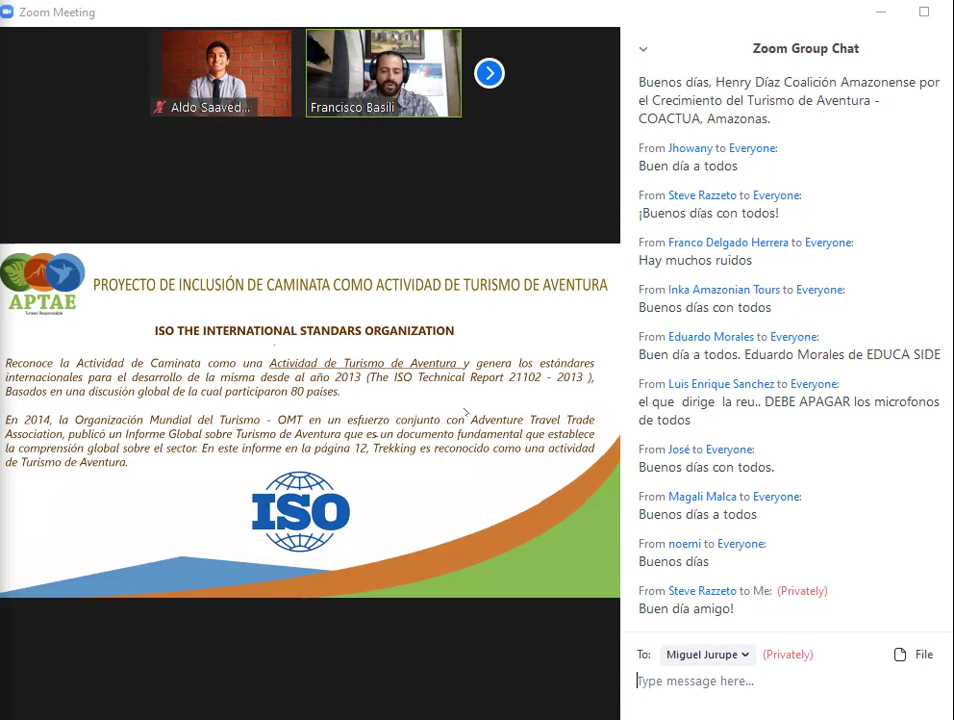 Zoom Meeting
Aldo Saaved...
Francisco Basili
APTAE
Turismo Responsable
PROYECTO DE INCLUSIÓN DE CAMINATA COMO ACTIVIDAD DE TURISMO DE AVENTURA
ISO THE INTERNATIONAL STANDARS ORGANIZATION
Reconoce la Actividad de Caminata como una Actividad de Turismo de Aventura y genera los estándares
internacionales para el desarrollo de la misma desde al año 2013 (The ISO Technical Report 21102 - 2013 ),
Basados en una discusión global de la cual participaron 80 países.
En 2014, la Organización Mundial del Turismo - OMT en un esfuerzo conjunto con Adventure Travel Trade
Association, publicó un Informe Global sobre Turismo de Aventura que es un documento fundamental que establece
la comprensión global sobre el sector. En este informe en la página 12, Trekking es reconocido como una actividad
de Turismo de Aventura.
ISO
Zoom Group Chat
Buenos días, Henry Díaz Coalición Amazonense por
el Crecimiento del Turismo de Aventura -
COACTUA, Amazonas.
From Jhowany to Everyone:
Buen día a todos
From Steve Razzeto to Everyone:
¡Buenos días con todos!
From Franco Delgado Herrera to Everyone:
Hay muchos ruidos
From Inka Amazonian Tours to Everyone:
Buenos días con todos
From Eduardo Morales to Everyone:
Buen día a todos. Eduardo Morales de EDUCA SIDE
From Luis Enrique Sanchez to Everyone:
el que dirige la reu.. DEBE APAGAR los microfonos
de todos
From José to Everyone:
Buenos días con todos.
From Magali Malca to Everyone:
Buenos días a todos
From noemi to Everyone:
Buenos días
From Steve Razzeto to Me: (Privately)
Buen día amigo!
To: Miguel Jurupe (Privately) File
Type message here...